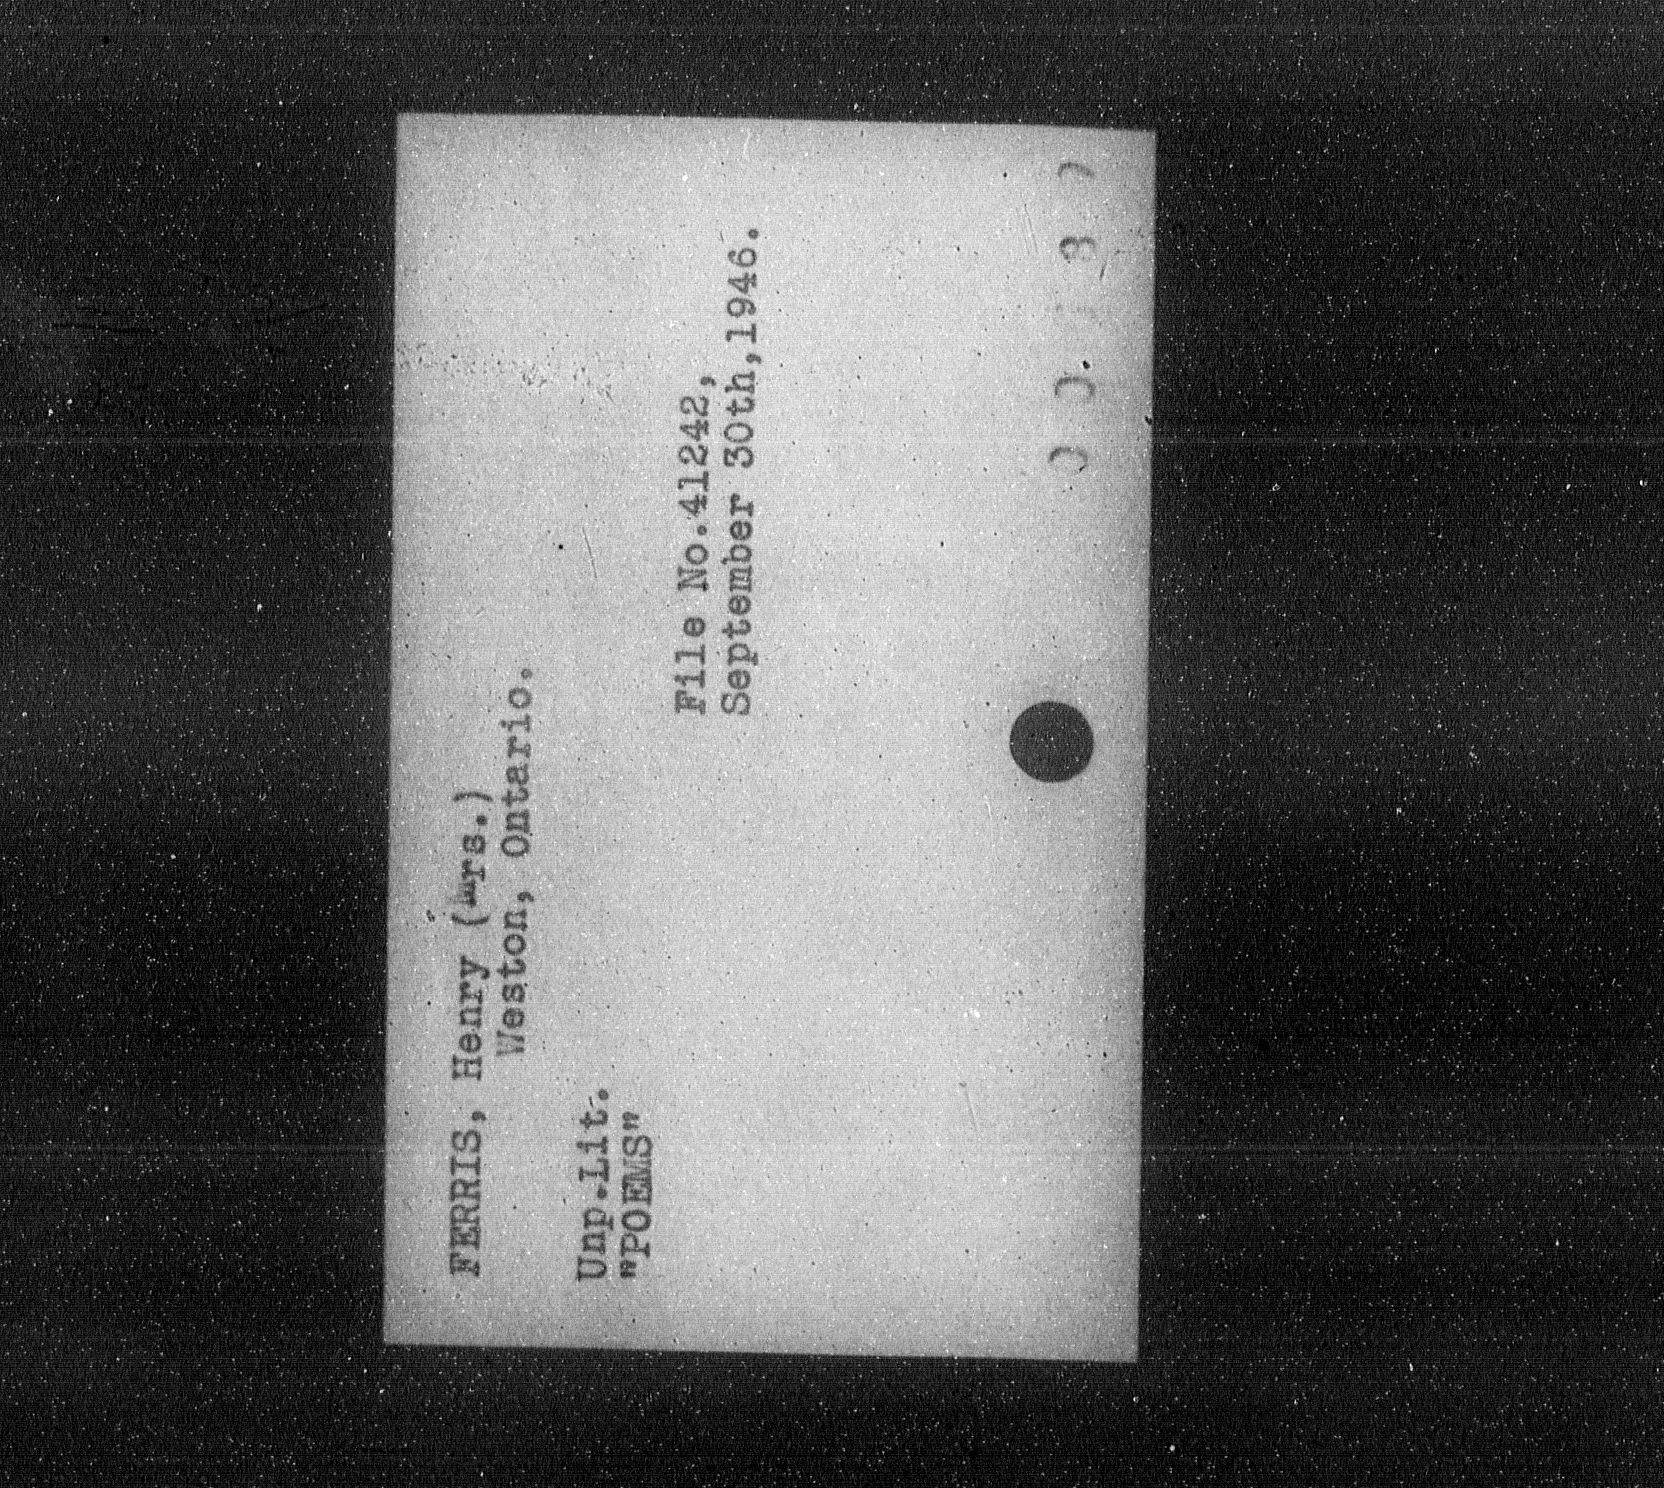 FERRIS, Henry (Mrs.)
Weston, Ontario.
Unp.Lit.
"POEMS"
File No.41242,
September 30th,1946.